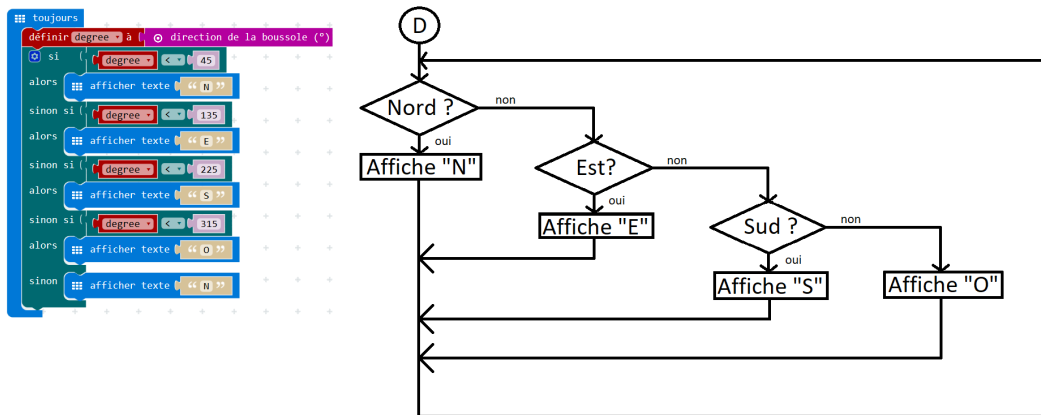 toujours
définir degree à direction de la boussole (°)
si degree < 45
alors afficher texte “ N ”
sinon si degree < 135
alors afficher texte “ E ”
sinon si degree < 225
alors afficher texte “ S ”
sinon si degree < 315
alors afficher texte “ O ”
sinon afficher texte “ N ”
D
Nord ? non
oui
Affiche "N"
Est? non
oui
Affiche "E"
Sud ? non
oui
Affiche "S"
Affiche "O"